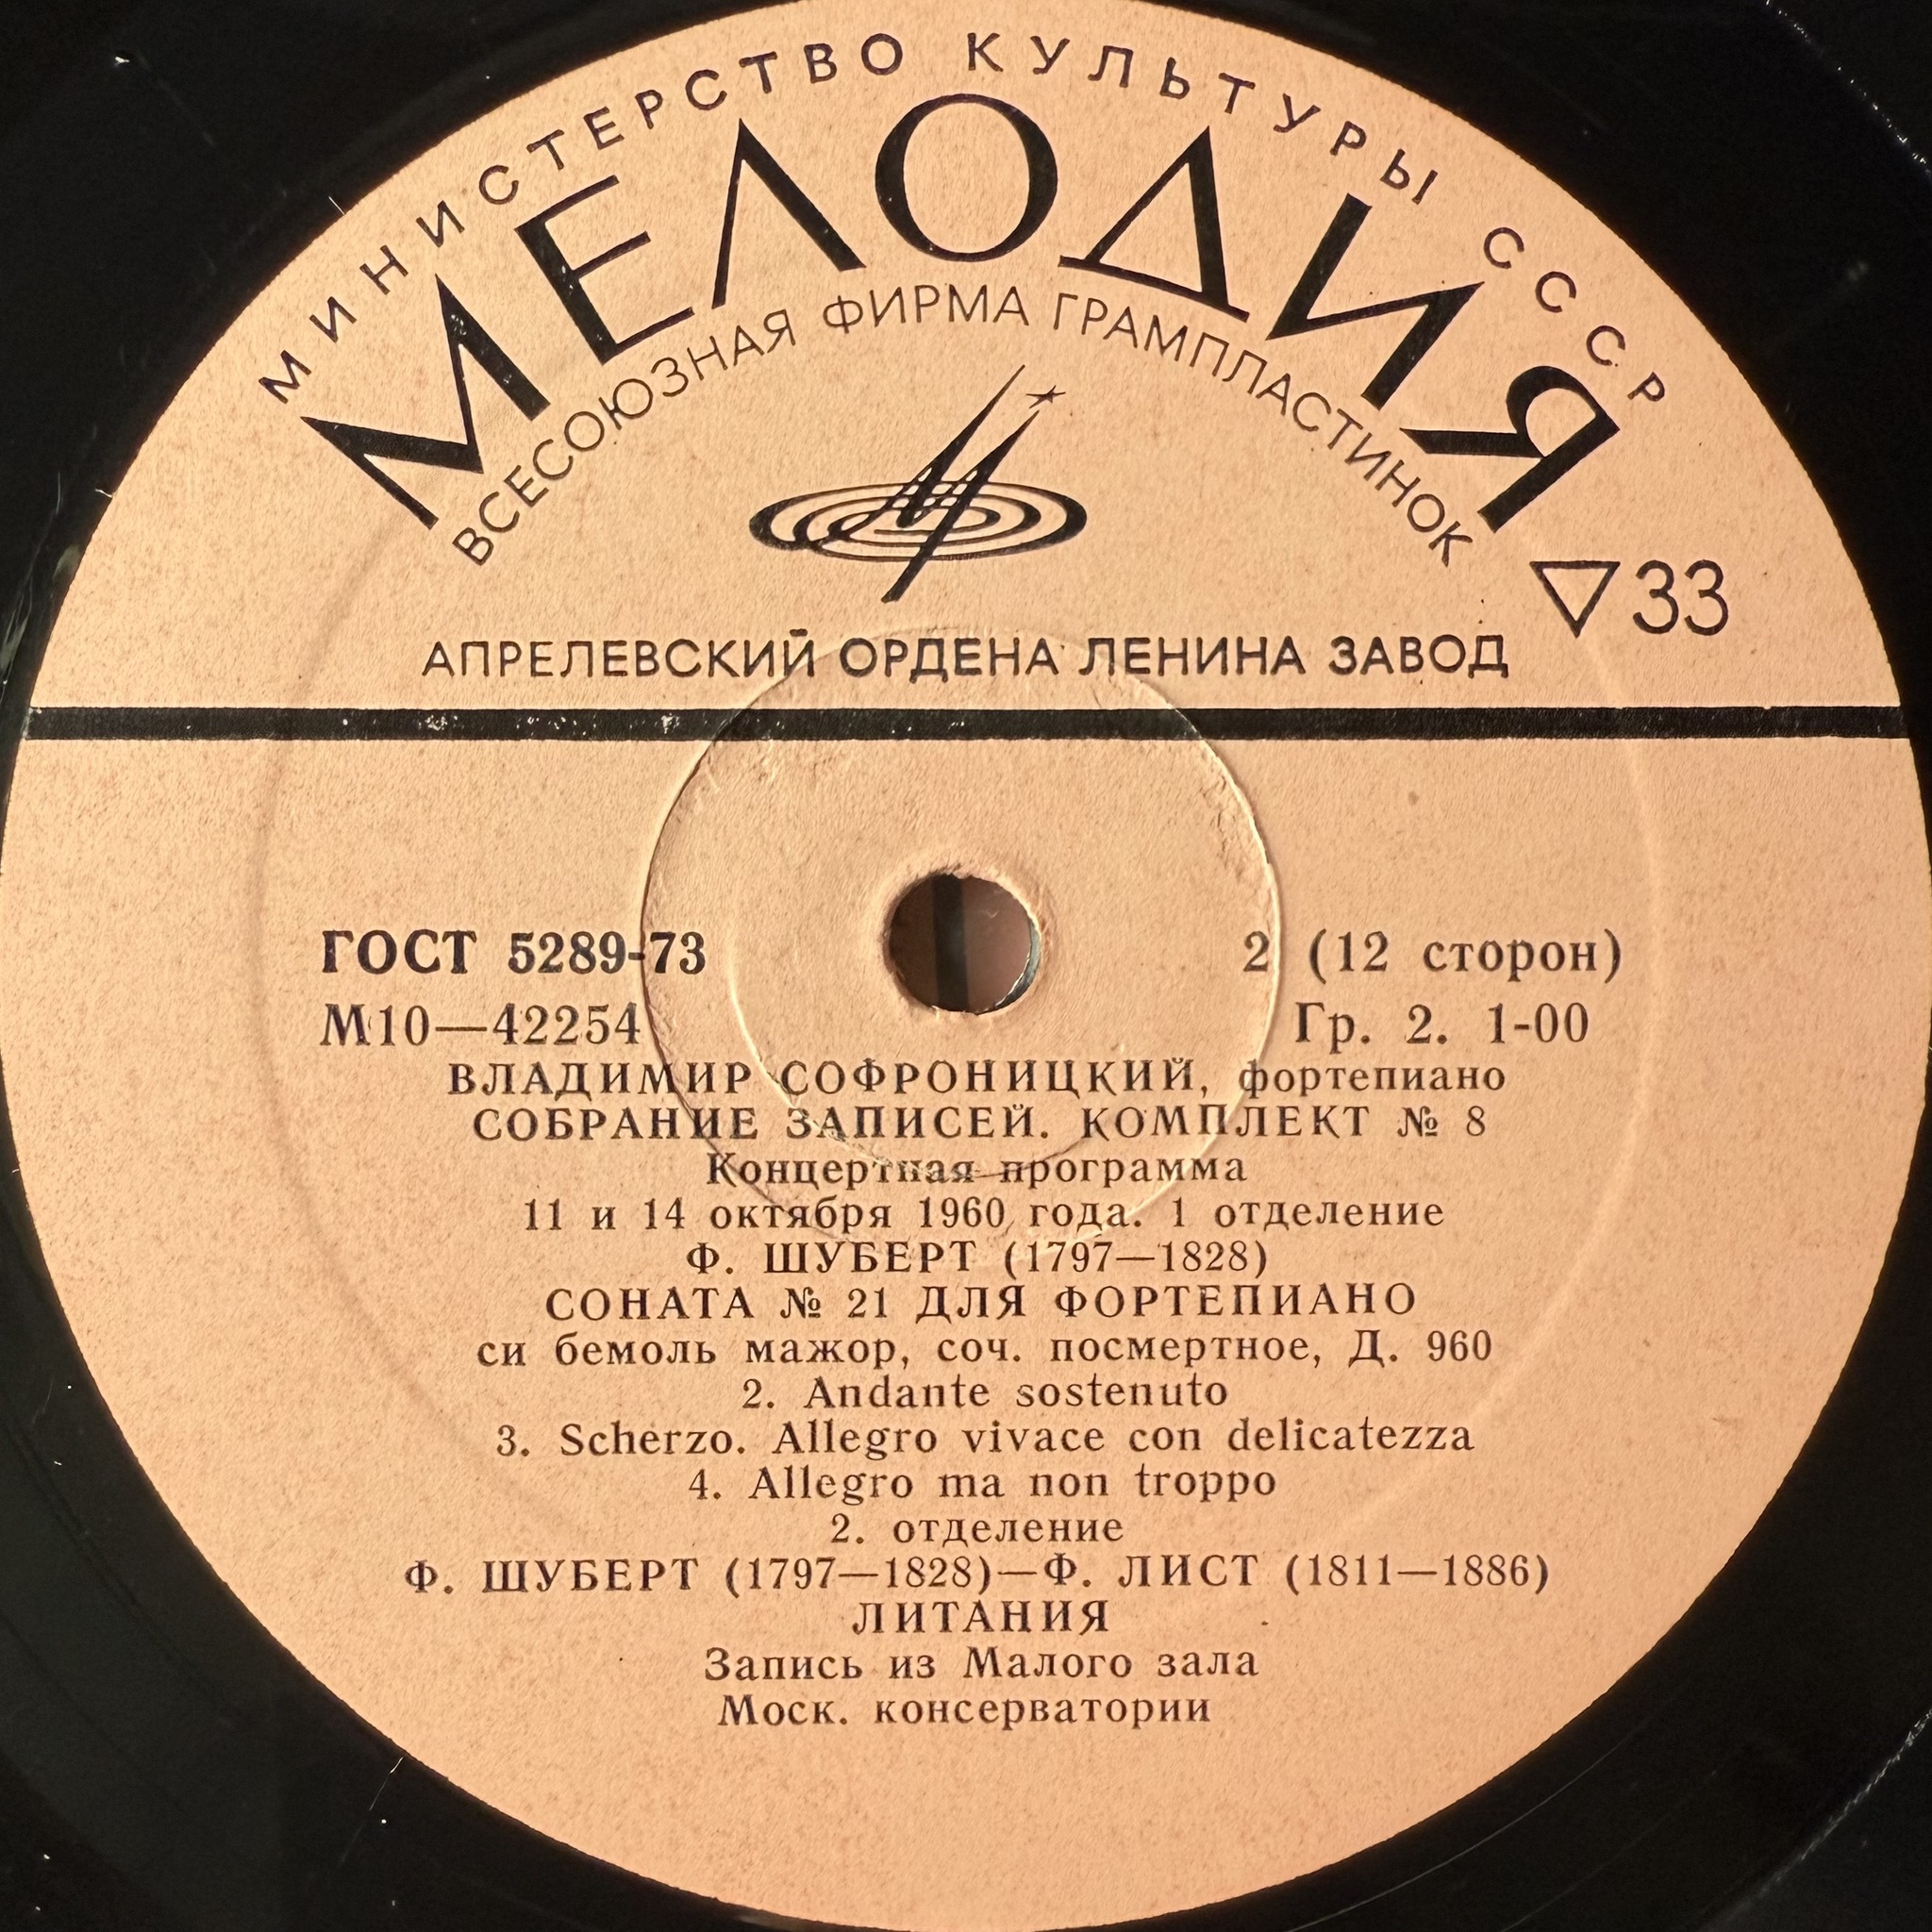 МИНИСТЕРСТВО КУЛЬТУРЫ СССР
МЕЛОДИЯ
ВСЕСОЮЗНАЯ ФИРМА ГРАМПЛАСТИНОК
▽33
АПРЕЛЕВСКИЙ ОРДЕНА ЛЕНИНА ЗАВОД
ГОСТ 5289-73
2 (12 сторон)
М10—42254
Гр. 2. 1-00
ВЛАДИМИР СОФРОНИЦКИЙ, фортепиано
СОБРАНИЕ ЗАПИСЕЙ. КОМПЛЕКТ № 8
Концертная программа
11 и 14 октября 1960 года. 1 отделение
Ф. ШУБЕРТ (1797—1828)
СОНАТА № 21 ДЛЯ ФОРТЕПИАНО
си бемоль мажор, соч. посмертное, Д. 960
2. Andante sostenuto
3. Scherzo. Allegro vivace con delicatezza
4. Allegro ma non troppo
2. отделение
Ф. ШУБЕРТ (1797—1828)—Ф. ЛИСТ (1811—1886)
ЛИТАНИЯ
Запись из Малого зала
Моск. консерватории